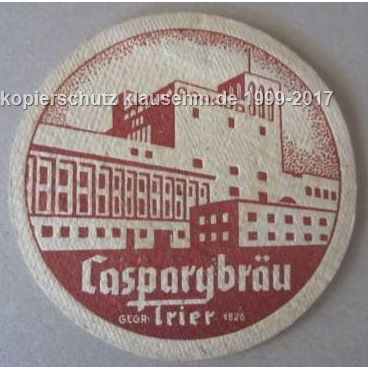 kopierschutz klausehm.de 1999-2017
Casparybräu
GEGR. Trier 1826